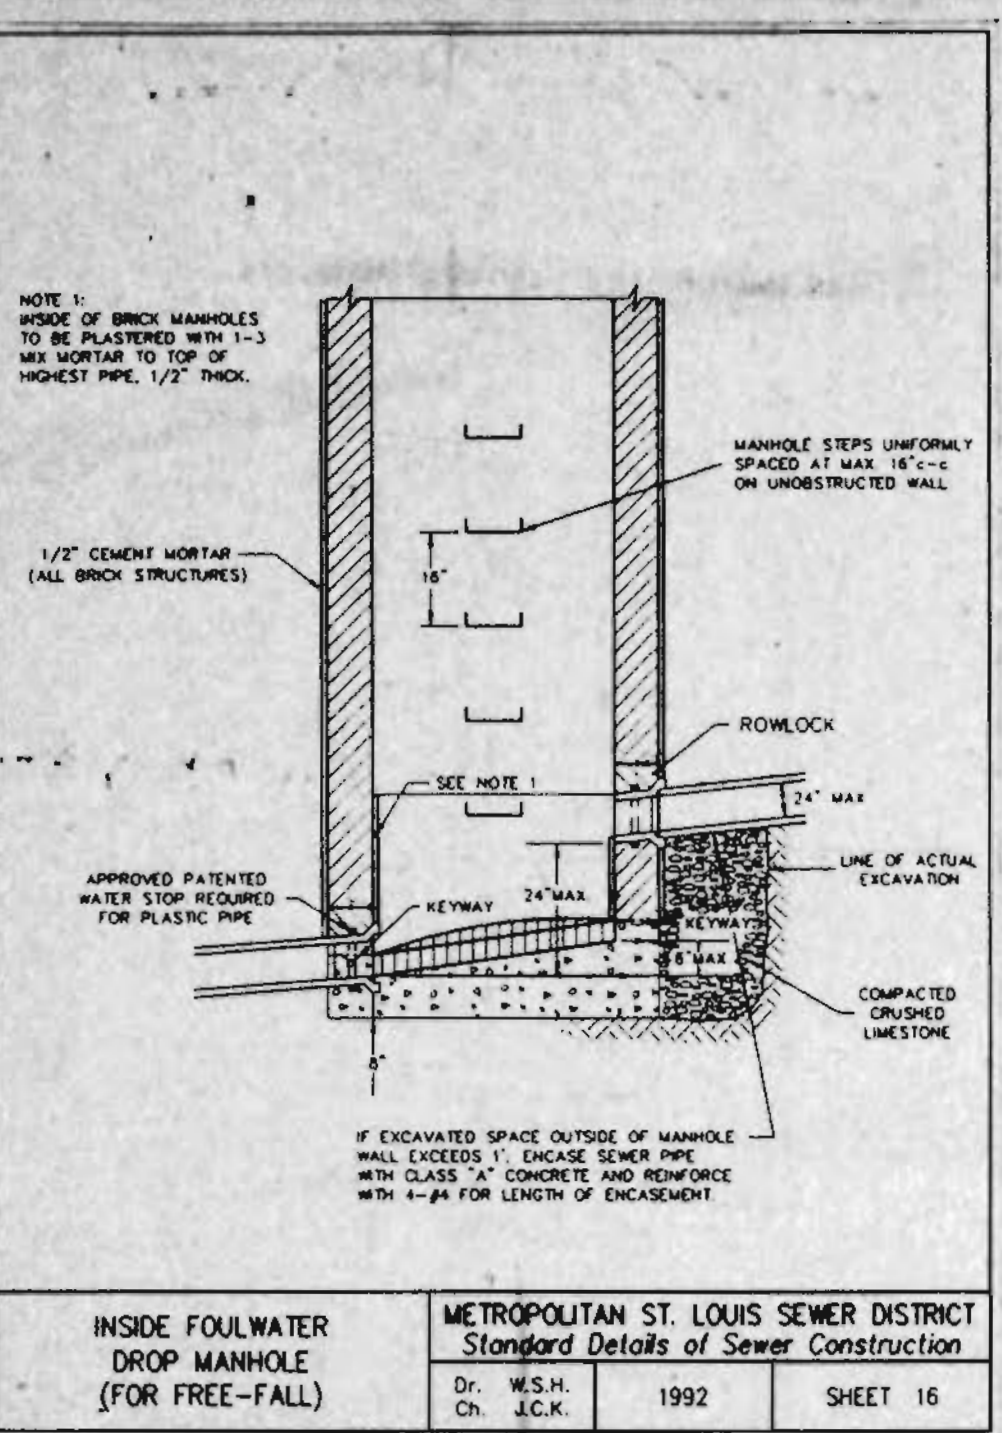 NOTE 1:
INSIDE OF BRICK MANHOLES
TO BE PLASTERED WITH 1-3
MIX MORTAR TO TOP OF
HIGHEST PIPE, 1/2" THICK.
MANHOLE STEPS UNIFORMLY
SPACED AT MAX 16"c-c
ON UNOBSTRUCTED WALL
1/2" CEMENT MORTAR
(ALL BRICK STRUCTURES)
16"
ROWLOCK
SEE NOTE 1
24" MAX
LINE OF ACTUAL
EXCAVATION
APPROVED PATENTED
WATER STOP REQUIRED
FOR PLASTIC PIPE
KEYWAY
24" MAX
KEYWAY
6" MAX
COMPACTED
CRUSHED
LIMESTONE
8"
IF EXCAVATED SPACE OUTSIDE OF MANHOLE
WALL EXCEEDS 1', ENCASE SEWER PIPE
WITH CLASS "A" CONCRETE AND REINFORCE
WITH 4-#4 FOR LENGTH OF ENCASEMENT
INSIDE FOULWATER
DROP MANHOLE
(FOR FREE-FALL)
METROPOLITAN ST. LOUIS SEWER DISTRICT
Standard Details of Sewer Construction
Dr. W.S.H.
Ch. J.C.K.
1992
SHEET 16